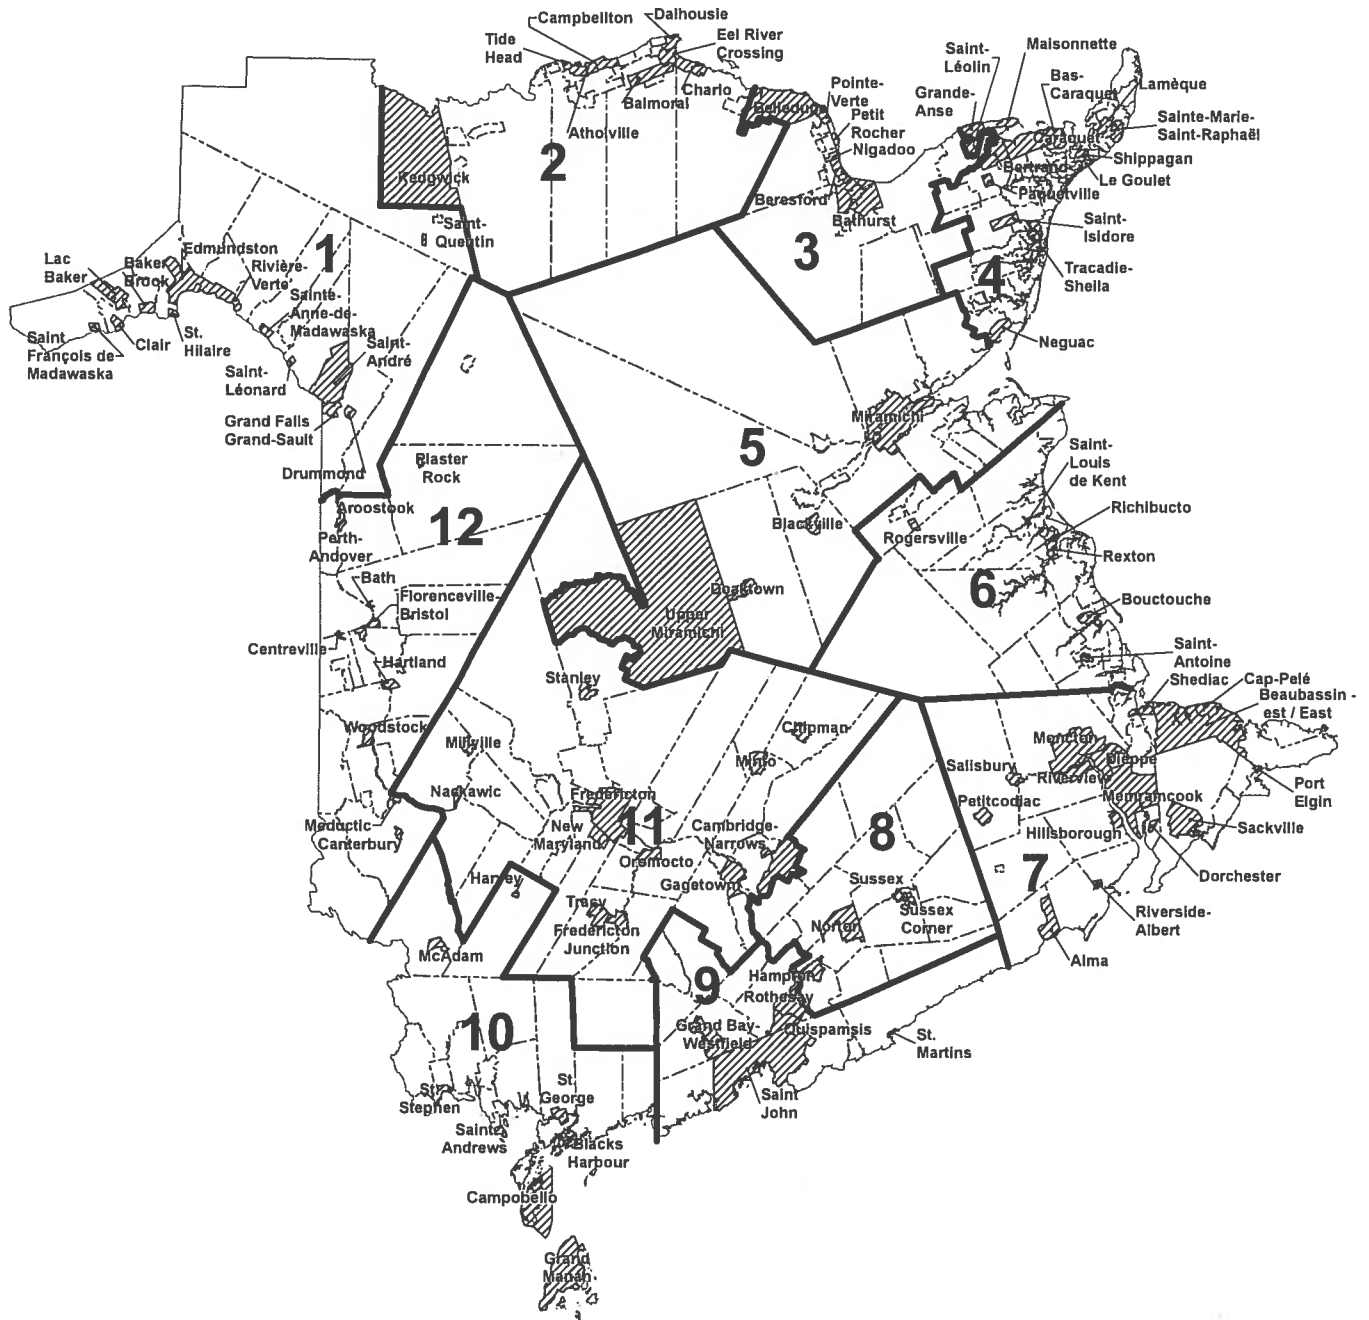 Campbellton
Dalhousie
Tide
Head
Eel River
Crossing
Charlo
Balmoral
Atholville
Belledune
Pointe-
Verte
Petit
Rocher
Nigadoo
Beresford
Bathurst
Saint-
Léolin
Maisonnette
Grande-
Anse
Bas-
Caraquet
Lamèque
Caraquet
Sainte-Marie-
Saint-Raphaël
Shippagan
Le Goulet
Bertrand
Paquetville
Saint-
Isidore
Tracadie-
Sheila
Neguac
Kedgwick
Saint-
Quentin
2
3
4
1
Lac
Baker
Baker
Brook
Edmundston
Rivière-
Verte
Sainte-
Anne-de-
Madawaska
Saint
François de
Madawaska
Clair
St.
Hilaire
Saint-
André
Saint-
Léonard
Grand Falls
Grand-Sault
Drummond
Miramichi
5
Plaster
Rock
Aroostook
12
Perth-
Andover
Bath
Florenceville-
Bristol
Centreville
Hartland
Woodstock
Blackville
Rogersville
Saint-
Louis
de Kent
Richibucto
Rexton
6
Bouctouche
Saint-
Antoine
Shediac
Cap-Pelé
Beaubassin -
est / East
Doaktown
Upper
Miramichi
Stanley
Millville
Nackawic
Meductic
Canterbury
Chipman
Minto
Fredericton
11
New
Maryland
Oromocto
Cambridge-
Narrows
Gagetown
Harvey
Tracy
Fredericton
Junction
McAdam
Moncton
Dieppe
Salisbury
Riverview
Petitcodiac
Memramcook
Hillsborough
Port
Elgin
Sackville
Dorchester
7
Riverside-
Albert
Alma
8
Sussex
Sussex
Corner
Norton
Hampton
Rothesay
9
Grand Bay-
Westfield
Quispamsis
St.
Martins
Saint
John
10
St.
George
St.
Stephen
Saint
Andrews
Blacks
Harbour
Campobello
Grand
Manan